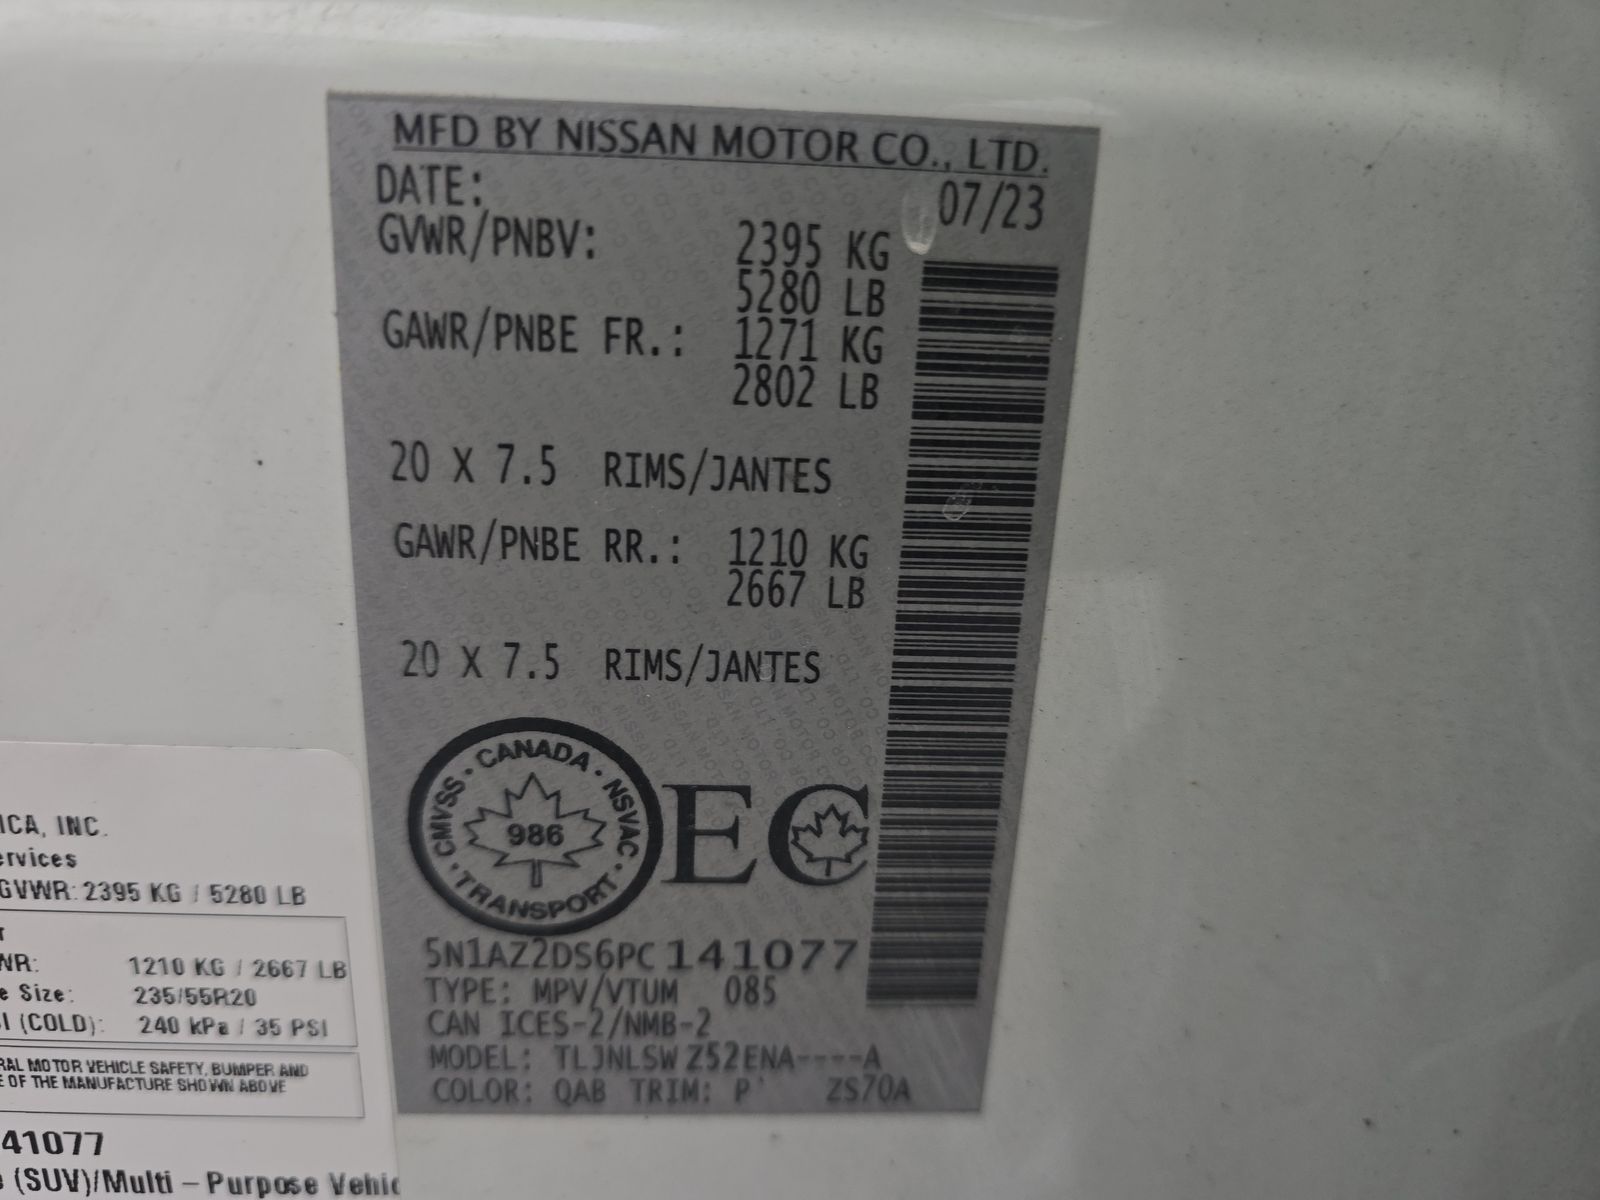 MFD BY NISSAN MOTOR CO., LTD.
DATE: 07/23
GVWR/PNBV: 2395 KG
5280 LB
GAWR/PNBE FR.: 1271 KG
2802 LB
20 X 7.5 RIMS/JANTES
GAWR/PNBE RR.: 1210 KG
2667 LB
20 X 7.5 RIMS/JANTES
CANADA · NSVAC · TRANSPORT · CMVSS ·
986
EC
5N1AZ2DS6PC141077
TYPE: MPV/VTUM 085
CAN ICES-2/NMB-2
MODEL: TLJNLSWZ52ENA----A
COLOR: QAB TRIM: P ZS70A
ICA, INC.
ervices
GVWR: 2395 KG / 5280 LB
WR: 1210 KG / 2667 LB
e Size: 235/55R20
I (COLD): 240 kPa / 35 PSI
RAL MOTOR VEHICLE SAFETY, BUMPER AND
E OF THE MANUFACTURE SHOWN ABOVE
41077
(SUV)/Multi – Purpose Vehic